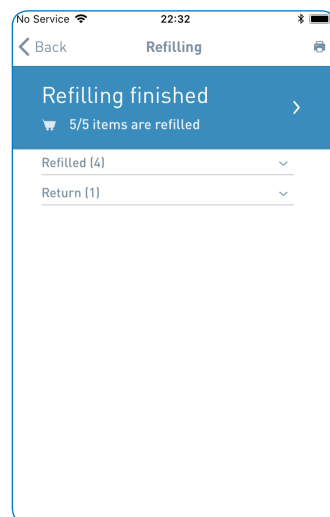 No Service 22:32
Back Refilling
Refilling finished
5/5 items are refilled
Refilled (4)
Return (1)